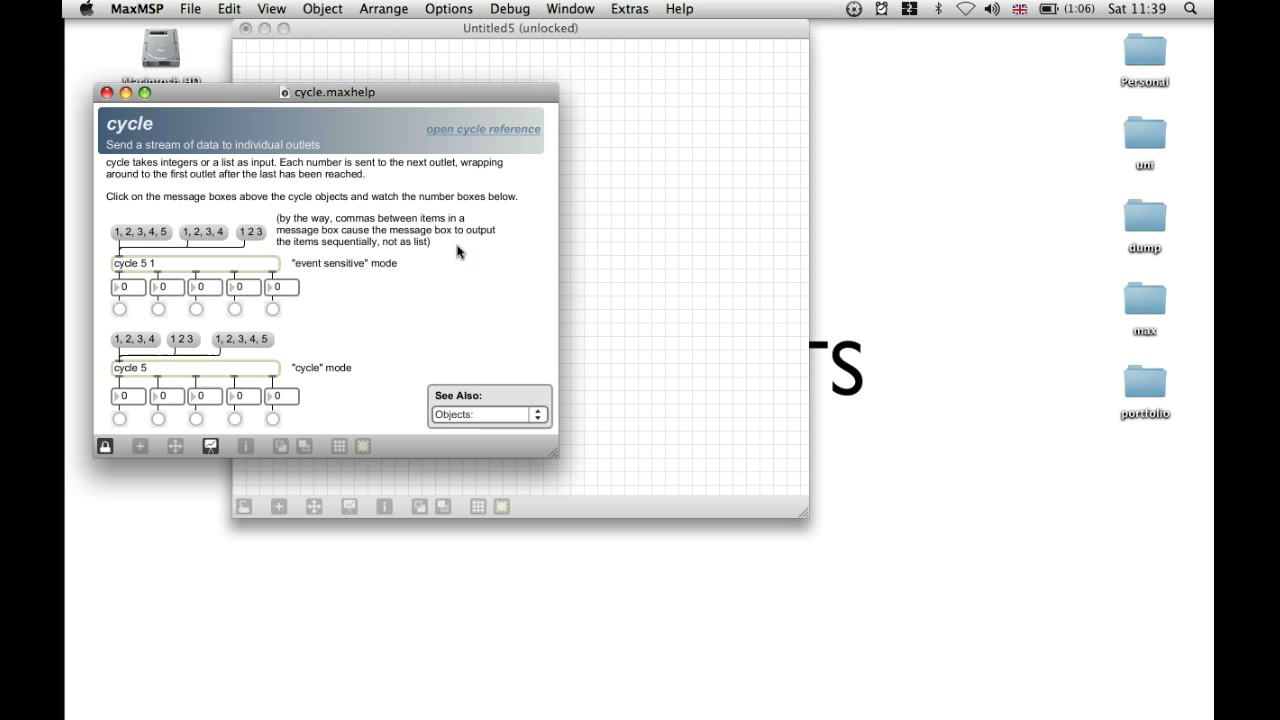 MaxMSP File Edit View Object Arrange Options Debug Window Extras Help (1:06) Sat 11:39
Untitled5 (unlocked)
Macintosh HD
cycle.maxhelp
cycle
open cycle reference
Send a stream of data to individual outlets
cycle takes integers or a list as input. Each number is sent to the next outlet, wrapping
around to the first outlet after the last has been reached.
Click on the message boxes above the cycle objects and watch the number boxes below.
(by the way, commas between items in a
message box cause the message box to output
the items sequentially, not as list)
1, 2, 3, 4, 5 1, 2, 3, 4 1 2 3
cycle 5 1 "event sensitive" mode
0 0 0 0 0
1, 2, 3, 4 1 2 3 1, 2, 3, 4, 5
cycle 5 "cycle" mode
0 0 0 0 0
See Also:
Objects:
Personal
uni
dump
max
portfolio